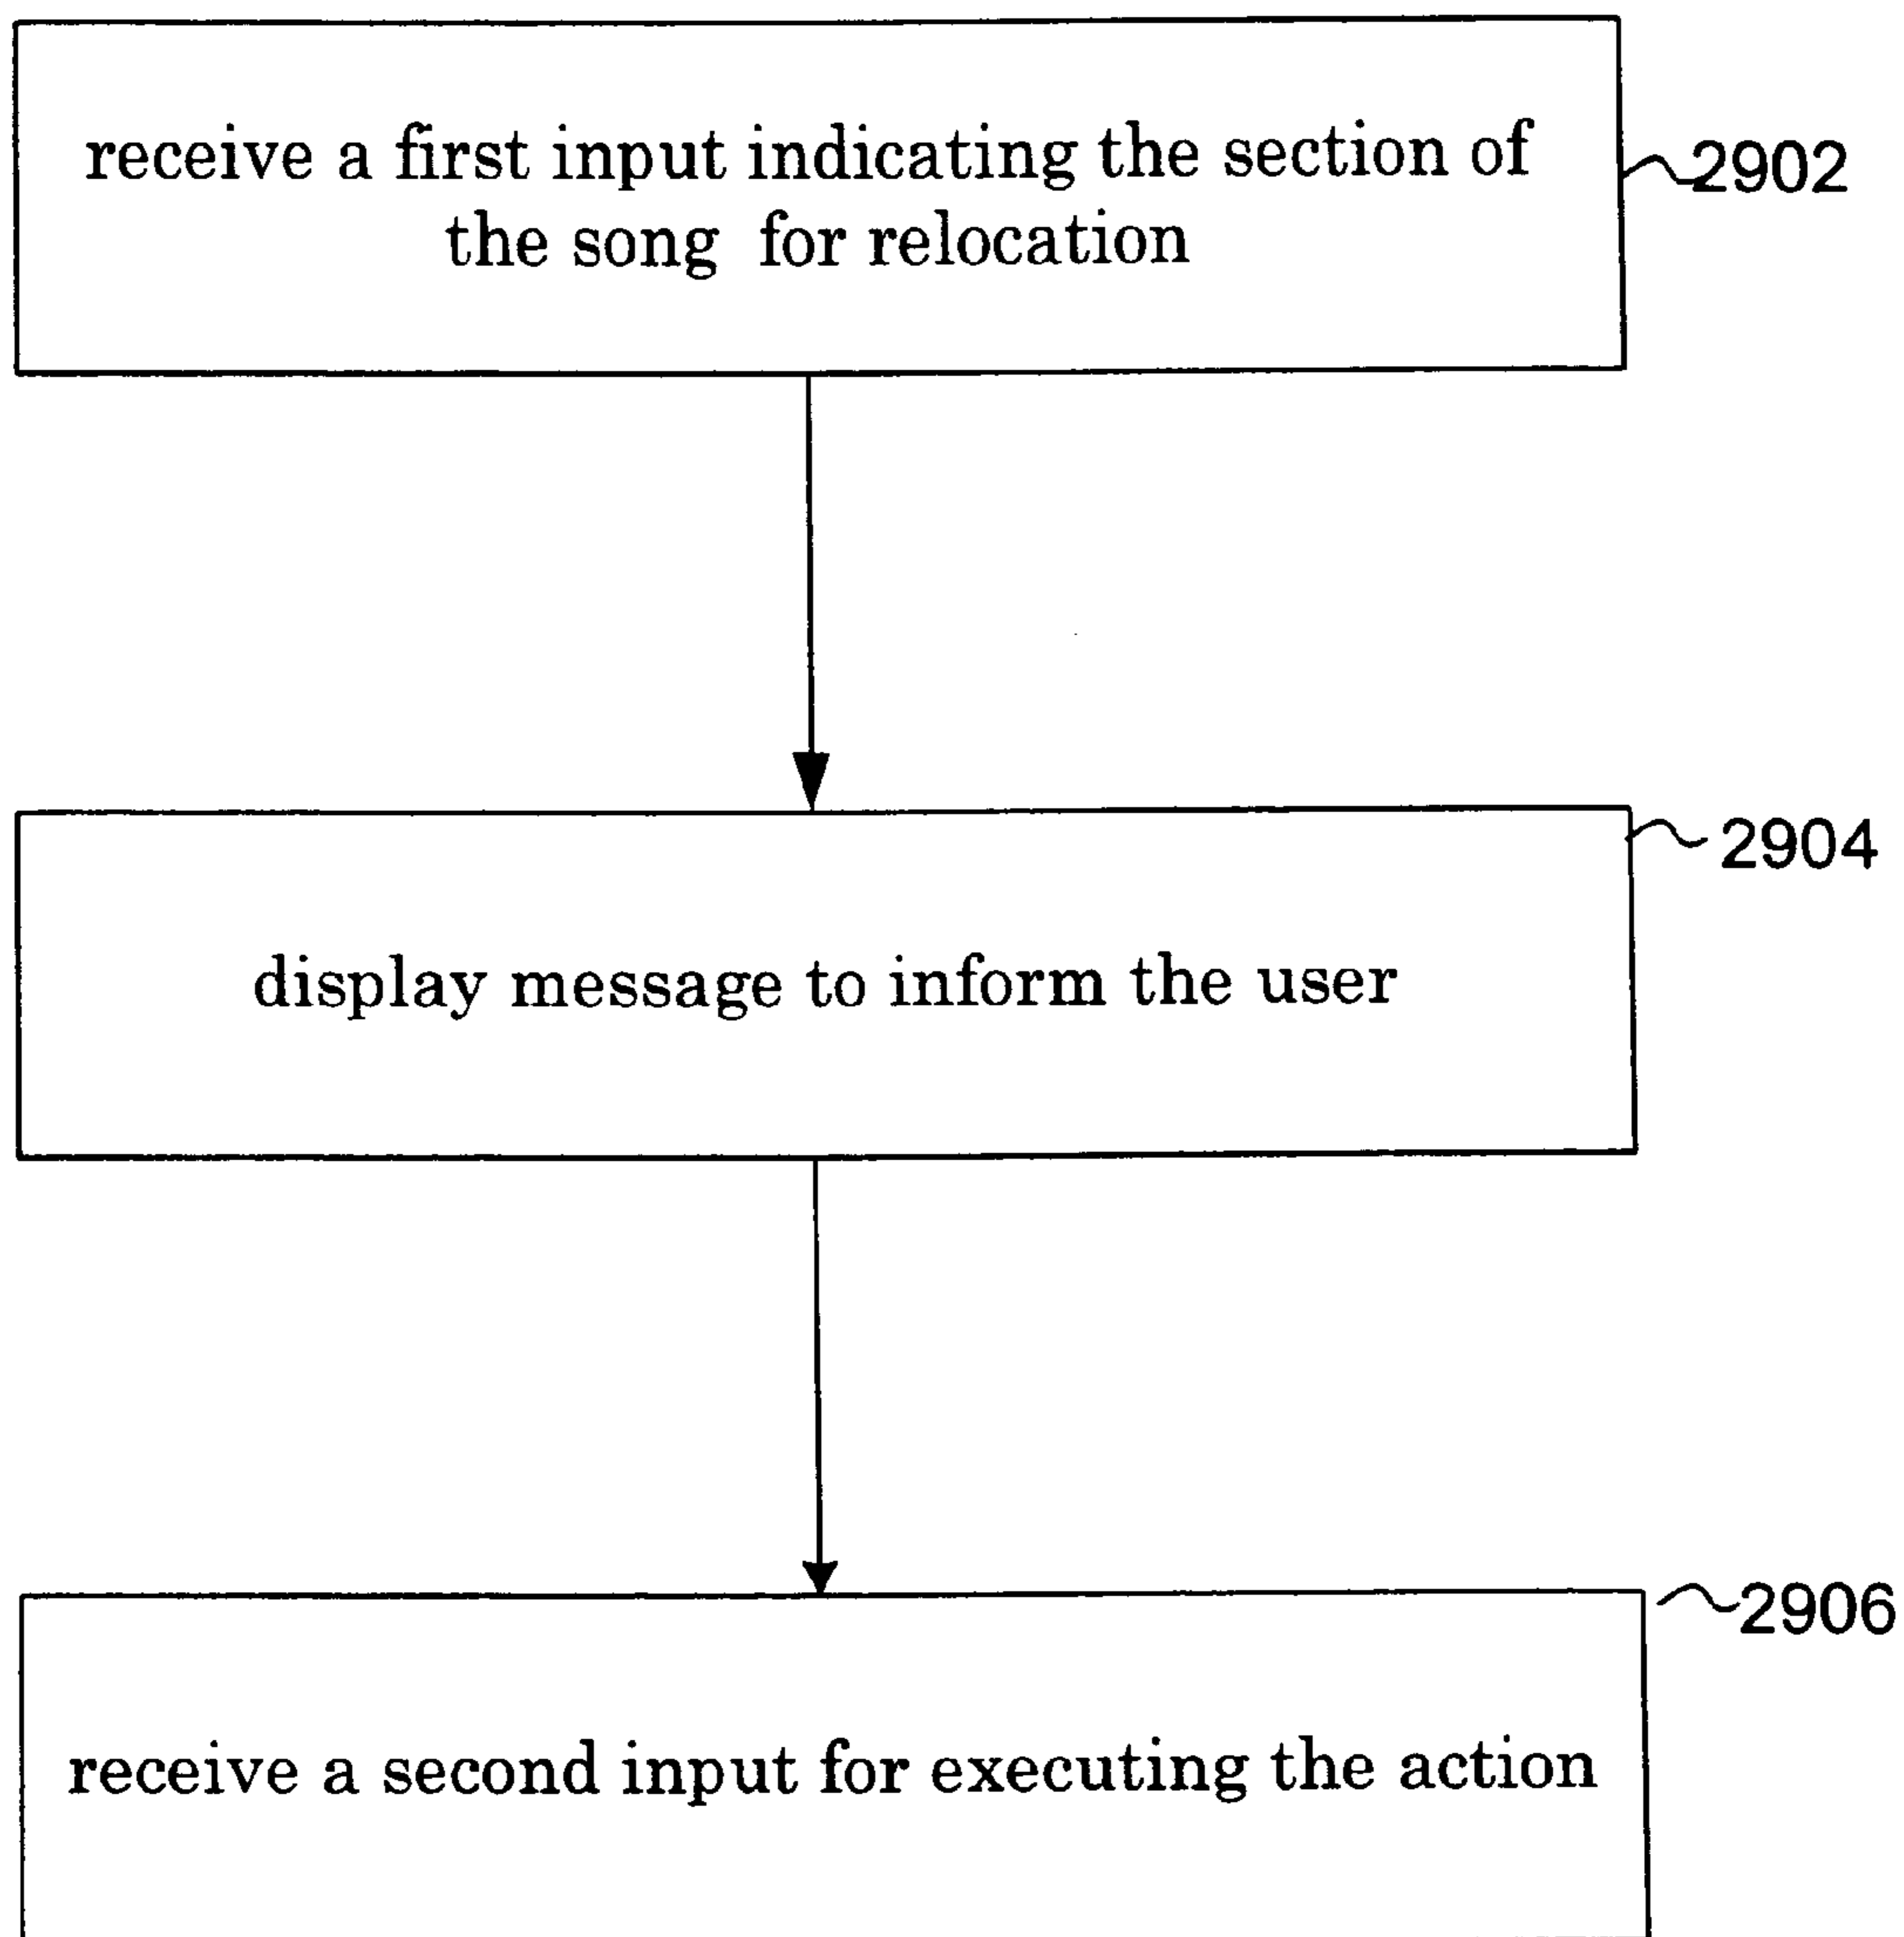 receive a first input indicating the section of
the song for relocation
2902
2904
display message to inform the user
2906
receive a second input for executing the action